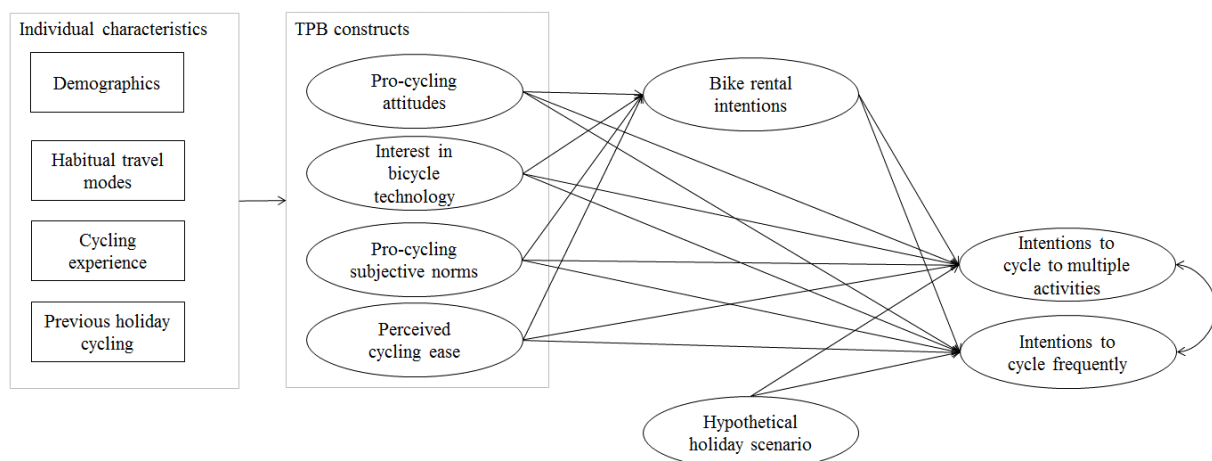 Individual characteristics
Demographics
Habitual travel
modes
Cycling
experience
Previous holiday
cycling
TPB constructs
Pro-cycling
attitudes
Interest in
bicycle
technology
Pro-cycling
subjective norms
Perceived
cycling ease
Bike rental
intentions
Hypothetical
holiday scenario
Intentions to
cycle to multiple
activities
Intentions to
cycle frequently